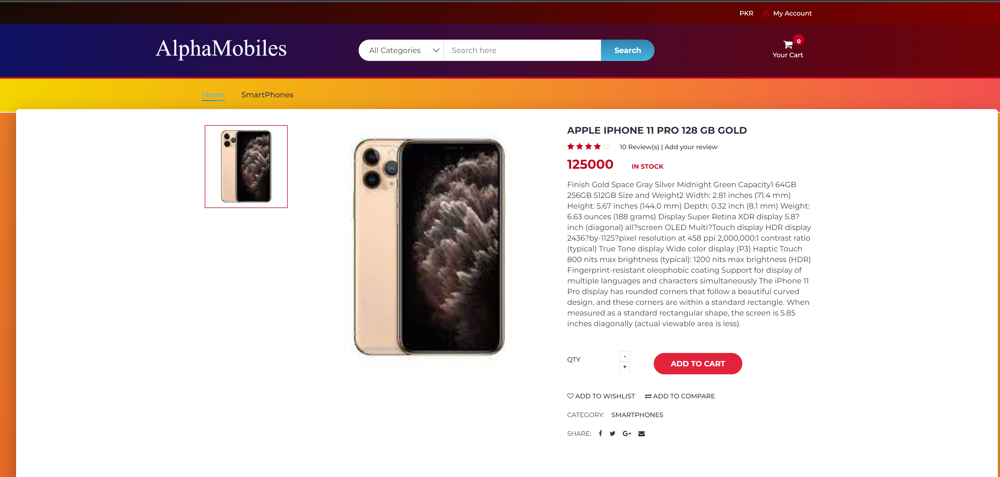 PKR My Account
AlphaMobiles
All Categories Search here Search
0
Your Cart
Home SmartPhones
APPLE IPHONE 11 PRO 128 GB GOLD
10 Review(s) | Add your review
125000 IN STOCK
Finish Gold Space Gray Silver Midnight Green Capacity1 64GB
256GB 512GB Size and Weight2 Width: 2.81 inches (71.4 mm)
Height: 5.67 inches (144.0 mm) Depth: 0.32 inch (8.1 mm) Weight:
6.63 ounces (188 grams) Display Super Retina XDR display 5.8?
inch (diagonal) all?screen OLED Multi?Touch display HDR display
2436?by-1125?pixel resolution at 458 ppi 2,000,000:1 contrast ratio
(typical) True Tone display Wide color display (P3) Haptic Touch
800 nits max brightness (typical): 1200 nits max brightness (HDR)
Fingerprint-resistant oleophobic coating Support for display of
multiple languages and characters simultaneously The iPhone 11
Pro display has rounded corners that follow a beautiful curved
design, and these corners are within a standard rectangle. When
measured as a standard rectangular shape, the screen is 5.85
inches diagonally (actual viewable area is less).
QTY - + ADD TO CART
ADD TO WISHLIST ADD TO COMPARE
CATEGORY: SMARTPHONES
SHARE: